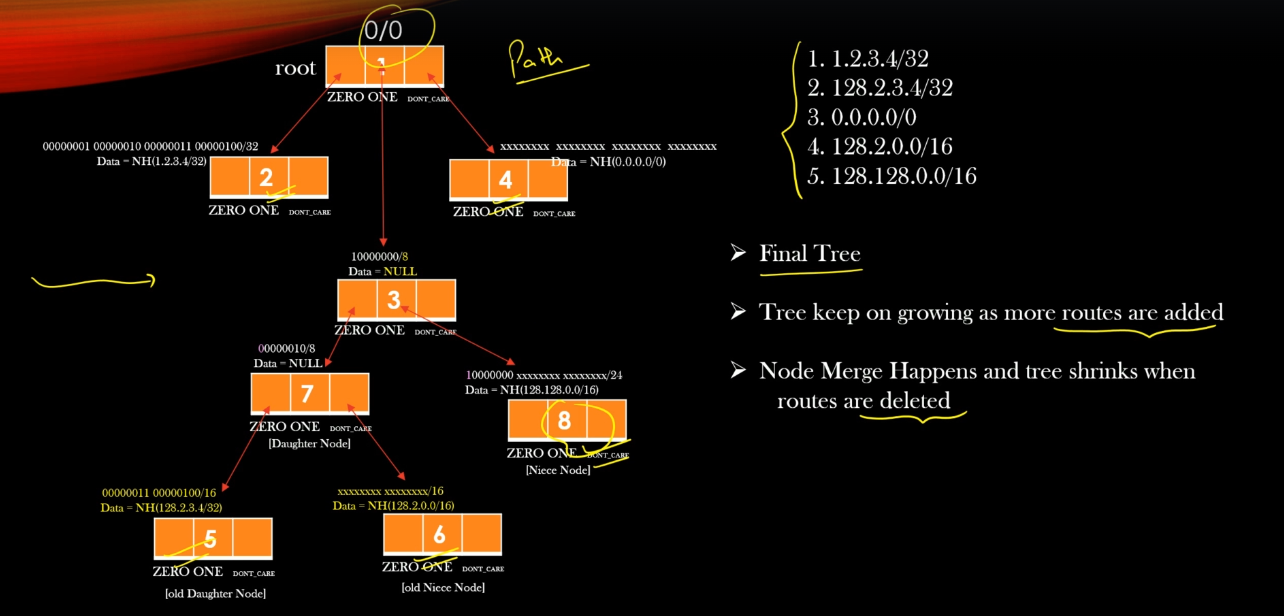 0/0
Path
root
1
ZERO ONE DONT_CARE
00000001 00000010 00000011 00000100/32
Data = NH(1.2.3.4/32)
2
ZERO ONE DONT_CARE
xxxxxxxx xxxxxxxx xxxxxxxx xxxxxxxx
Data = NH(0.0.0.0/0)
4
ZERO ONE DONT_CARE
10000000/8
Data = NULL
3
ZERO ONE DONT_CARE
00000010/8
Data = NULL
7
ZERO ONE DONT_CARE
[Daughter Node]
10000000 xxxxxxxx xxxxxxxx/24
Data = NH(128.128.0.0/16)
8
ZERO ONE DONT_CARE
[Niece Node]
00000011 00000100/16
Data = NH(128.2.3.4/32)
5
ZERO ONE DONT_CARE
[old Daughter Node]
xxxxxxxx xxxxxxxx/16
Data = NH(128.2.0.0/16)
6
ZERO ONE DONT_CARE
[old Niece Node]
1. 1.2.3.4/32
2. 128.2.3.4/32
3. 0.0.0.0/0
4. 128.2.0.0/16
5. 128.128.0.0/16
Final Tree
Tree keep on growing as more routes are added
Node Merge Happens and tree shrinks when
routes are deleted